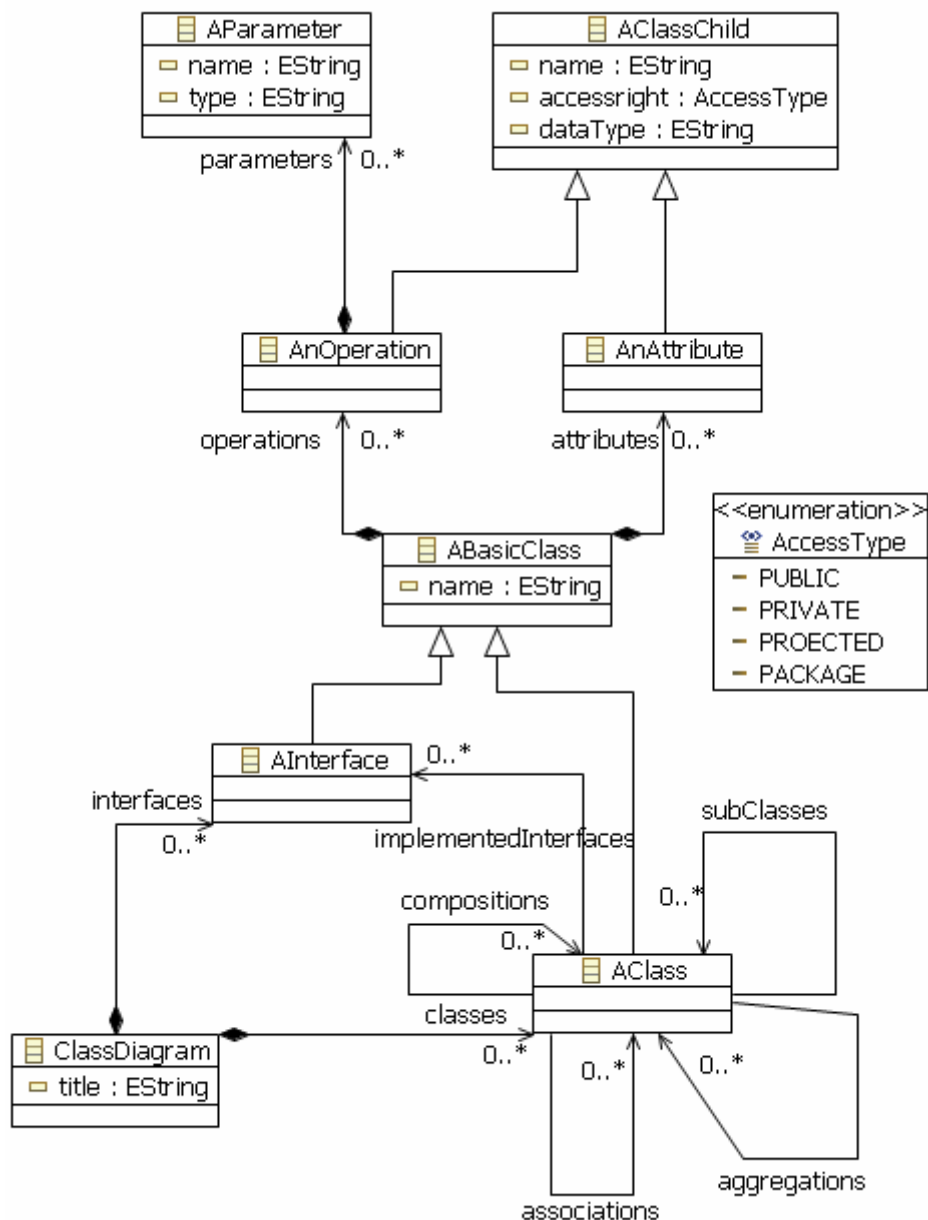 AParameter
name : EString
type : EString
AClassChild
name : EString
accessright : AccessType
dataType : EString
parameters
0..*
AnOperation
AnAttribute
operations
0..*
attributes
0..*
<<enumeration>>
AccessType
PUBLIC
PRIVATE
PROECTED
PACKAGE
ABasicClass
name : EString
AInterface
0..*
interfaces
0..*
implementedInterfaces
subClasses
0..*
compositions
0..*
AClass
classes
0..*
ClassDiagram
title : EString
0..*
0..*
aggregations
associations